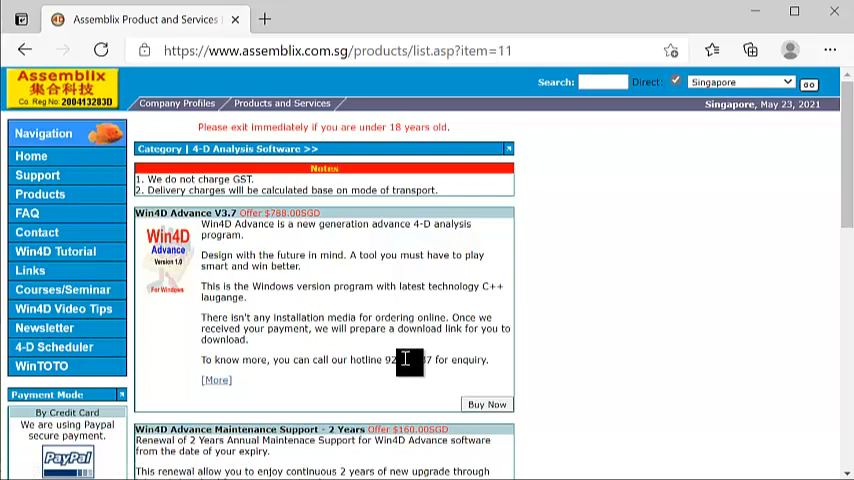 Assemblix Product and Services
https://www.assemblix.com.sg/products/list.asp?item=11
Assemblix
集合科技
Co. Reg No 200413283D
Search:
Direct:
Singapore
GO
Company Profiles
Products and Services
Singapore, May 23, 2021
Navigation
Home
Support
Products
FAQ
Contact
Win4D Tutorial
Links
Courses/Seminar
Win4D Video Tips
Newsletter
4-D Scheduler
WinTOTO
Payment Mode
By Credit Card
We are using Paypal
secure payment.
PayPal
Please exit immediately if you are under 18 years old.
Category | 4-D Analysis Software >>
Notes
1. We do not charge GST.
2. Delivery charges will be calculated base on mode of transport.
Win4D Advance V3.7 Offer $788.00SGD
Win4D
Advance
Version 1.0
For Windows
Win4D Advance is a new generation advance 4-D analysis
program.
Design with the future in mind. A tool you must have to play
smart and win better.
This is the Windows version program with latest technology C++
laugange.
There isn't any installation media for ordering online. Once we
received your payment, we will prepare a download link for you to
download.
To know more, you can call our hotline 92 37 for enquiry.
[More]
Buy Now
Win4D Advance Maintenance Support - 2 Years Offer $160.00SGD
Renewal of 2 Years Annual Maintenace Support for Win4D Advance software
from the date of your expiry.
This renewal allow you to enjoy continuous 2 years of new upgrade through